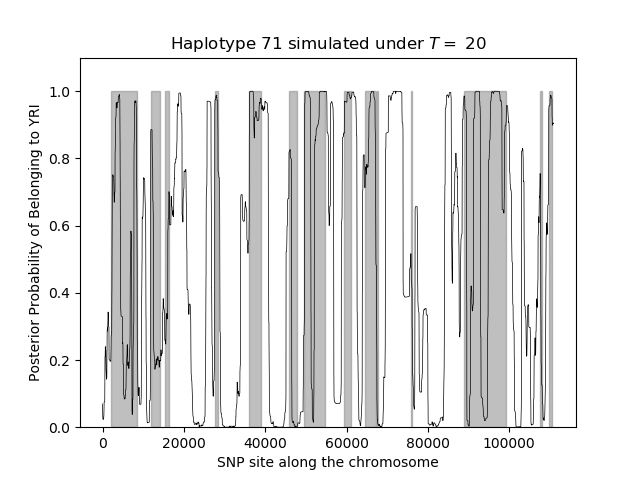 Haplotype 71 simulated under T = 20
1.0
0.8
0.6
0.4
0.2
0.0
Posterior Probability of Belonging to YRI
0 20000 40000 60000 80000 100000
SNP site along the chromosome